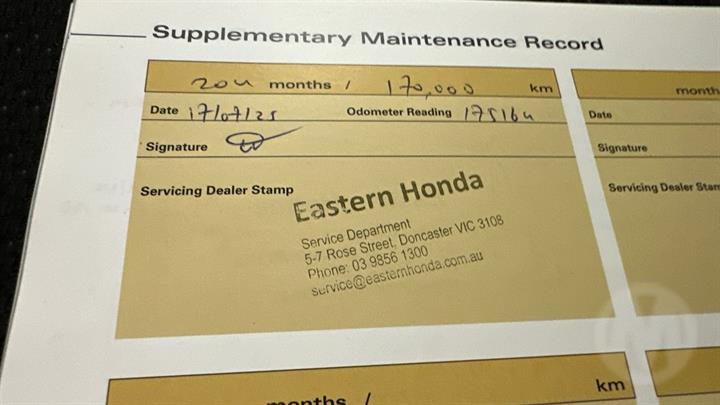 Supplementary Maintenance Record
204 months / 170,000 km
Date 17/07/25 Odometer Reading 175164
Signature
Servicing Dealer Stamp
Eastern Honda
Service Department
5-7 Rose Street, Doncaster VIC 3108
Phone: 03 9856 1300
service@easternhonda.com.au
month
Date
Signature
Servicing Dealer Stam
months / km